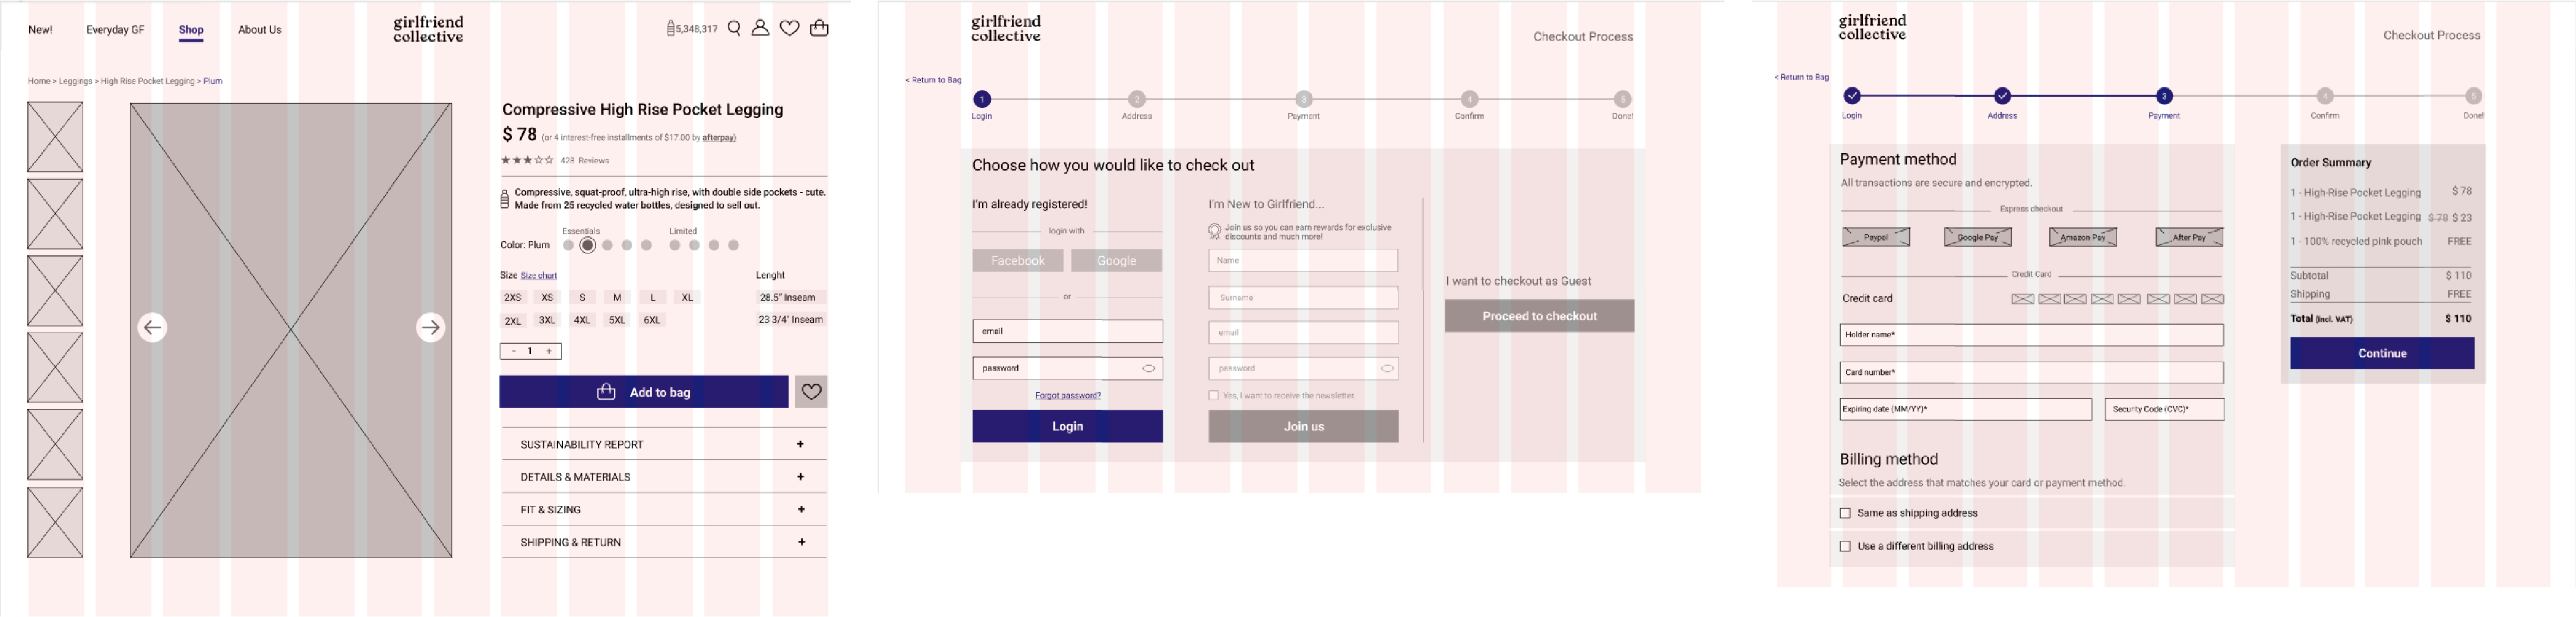 New!
Everyday GF
Shop
About Us
girlfriend
collective
5,348,317
Home > Leggings > High Rise Pocket Legging > Plum
Compressive High Rise Pocket Legging
$ 78 (or 4 interest-free installments of $17.00 by afterpay)
428 Reviews
Compressive, squat-proof, ultra-high rise, with double side pockets - cute.
Made from 25 recycled water bottles, designed to sell out.
Essentials
Limited
Color: Plum
Size Size chart
Lenght
2XS XS S M L XL
28.5" Inseam
2XL 3XL 4XL 5XL 6XL
23 3/4" Inseam
- 1 +
Add to bag
SUSTAINABILITY REPORT +
DETAILS & MATERIALS +
FIT & SIZING +
SHIPPING & RETURN +
girlfriend
collective
Checkout Process
< Return to Bag
1 2 3 4 5
Login Address Payment Confirm Done!
Choose how you would like to check out
I'm already registered!
login with
Facebook
Google
or
email
password
Forgot password?
Login
I'm New to Girlfriend...
Join us so you can earn rewards for exclusive
discounts and much more!
Name
Surname
email
password
Yes, I want to receive the newsletter.
Join us
I want to checkout as Guest
Proceed to checkout
girlfriend
collective
Checkout Process
< Return to Bag
3 4 5
Login Address Payment Confirm Done!
Payment method
All transactions are secure and encrypted.
Express checkout
Paypal
Google Pay
Amazon Pay
After Pay
Credit Card
Credit card
Holder name*
Card number*
Expiring date (MM/YY)*
Security Code (CVC)*
Billing method
Select the address that matches your card or payment method.
Same as shipping address
Use a different billing address
Order Summary
1 - High-Rise Pocket Legging $ 78
1 - High-Rise Pocket Legging $ 78 $ 23
1 - 100% recycled pink pouch FREE
Subtotal $ 110
Shipping FREE
Total (incl. VAT) $ 110
Continue